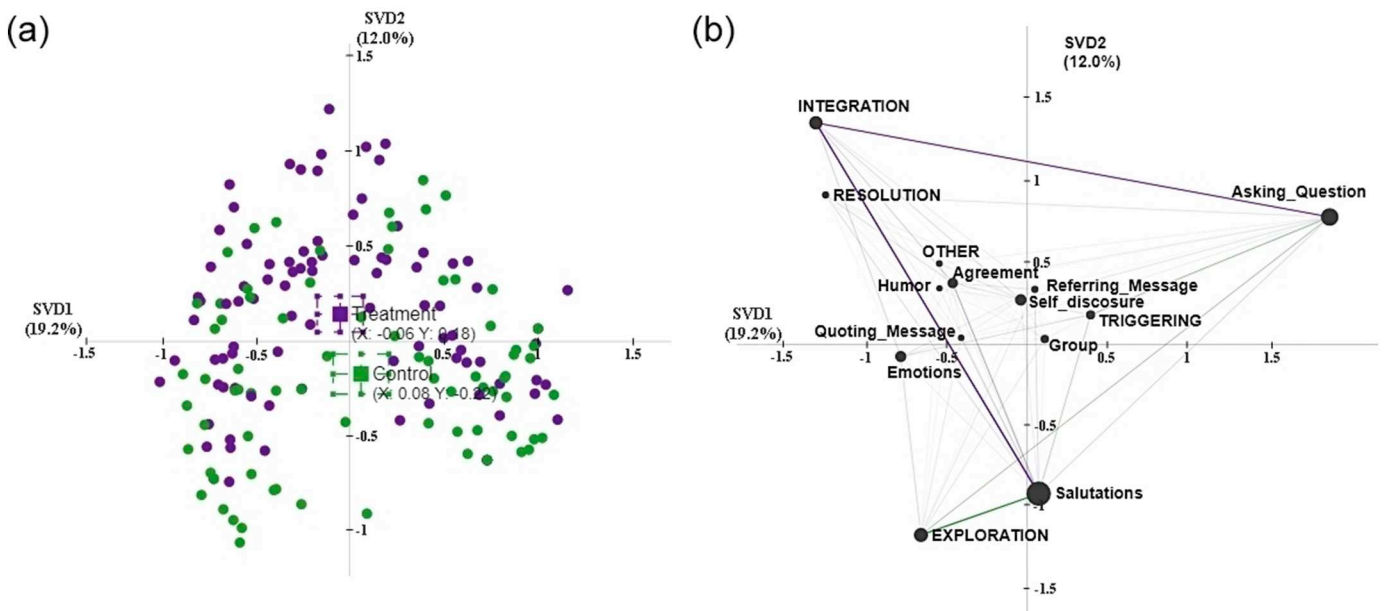 (a)
SVD2
(12.0%)
1.5
1
0.5
SVD1
(19.2%)
-1
-0.5
0.5
1
1.5
Treatment
(X: -0.06 Y: 0.18)
Control
(X: 0.08 Y: -0.22)
-0.5
-1
(b)
SVD2
(12.0%)
1.5
INTEGRATION
1
Asking_Question
RESOLUTION
OTHER
0.5
Agreement
Humor
Referring_Message
Self_discosure
TRIGGERING
SVD1
(19.2%)
Quoting_Message
Group
-1.5
-1
-0.5
0.5
1
1.5
Emotions
-0.5
Salutations
-1
EXPLORATION
-1.5